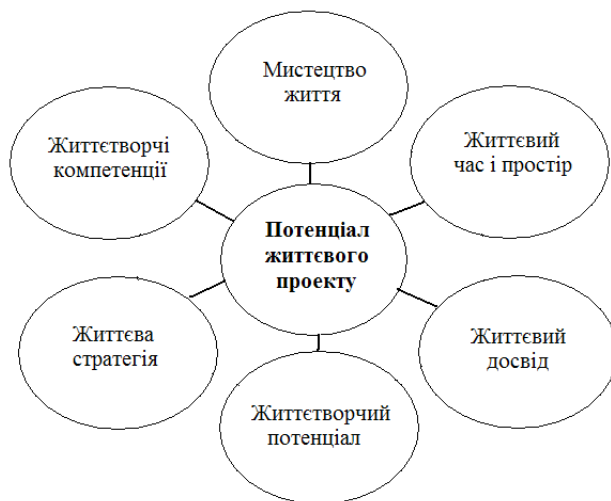 Мистецтво
життя
Життєтворчі
компетенції
Життєвий
час і простір
Потенціал
життєвого
проекту
Життєва
стратегія
Життєвий
досвід
Життєтворчий
потенціал